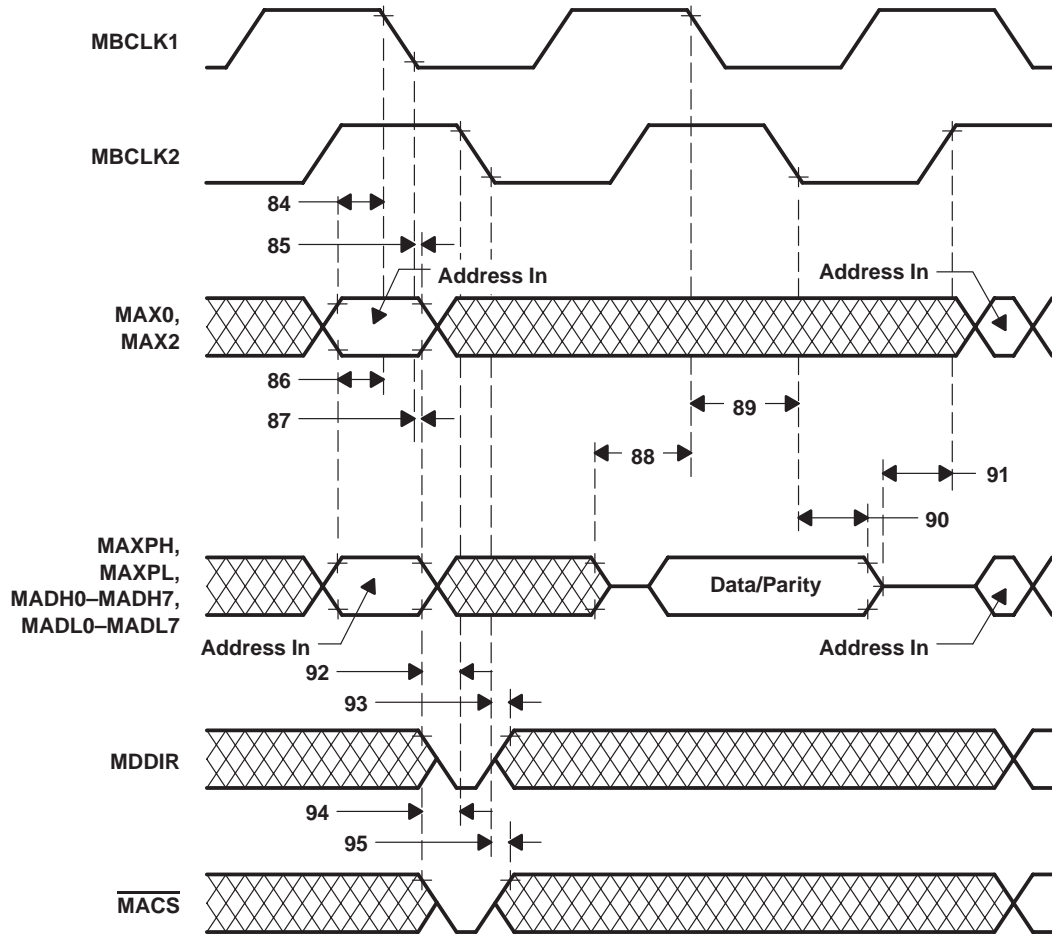 MBCLK1
MBCLK2
84
85
Address In
Address In
MAX0,
MAX2
86
87
89
88
91
90
MAXPH,
MAXPL,
MADH0–MADH7,
MADL0–MADL7
Data/Parity
Address In
Address In
92
93
MDDIR
94
95
MACS